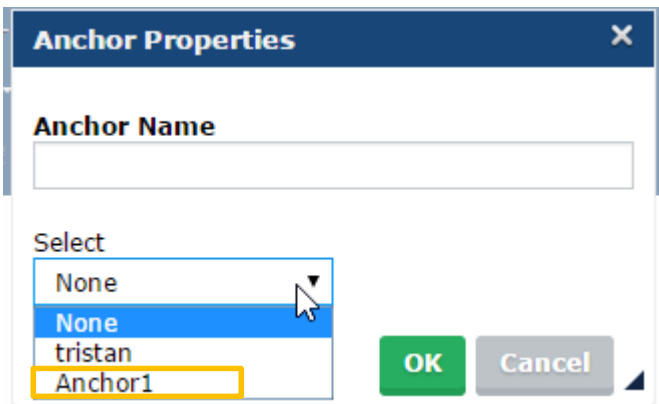 Anchor Properties
Anchor Name
Select
None
None
tristan
Anchor1
OK Cancel